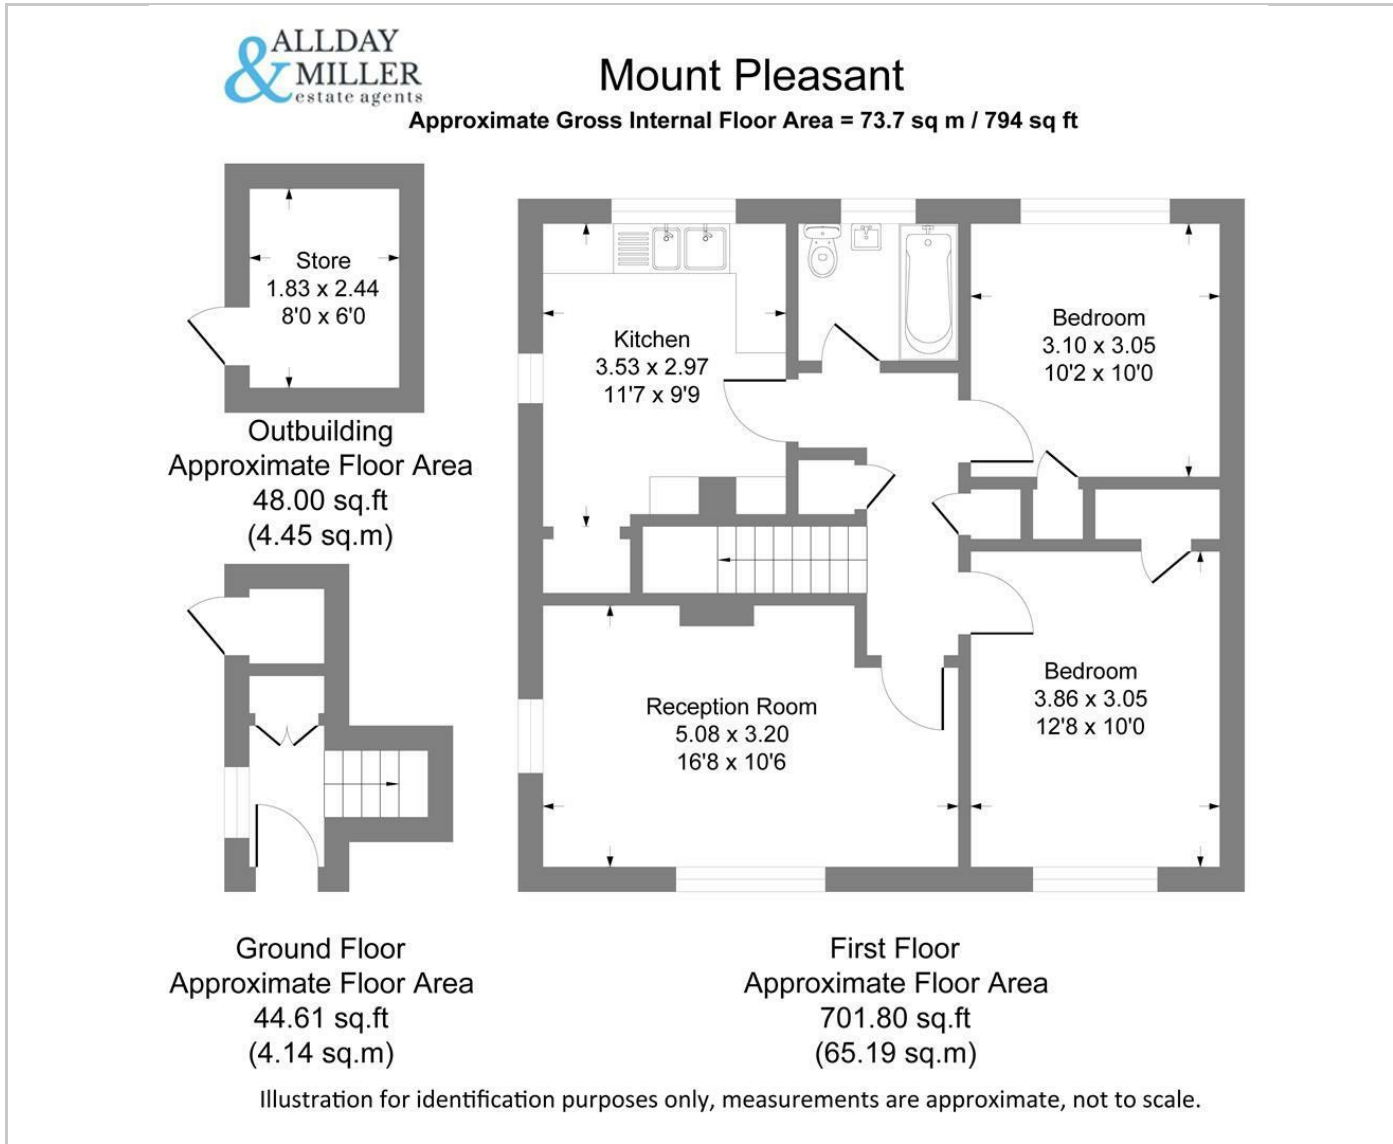 ALLDAY
& MILLER
estate agents
Mount Pleasant
Approximate Gross Internal Floor Area = 73.7 sq m / 794 sq ft
Store
1.83 x 2.44
8'0 x 6'0
Outbuilding
Approximate Floor Area
48.00 sq.ft
(4.45 sq.m)
Kitchen
3.53 x 2.97
11'7 x 9'9
Bedroom
3.10 x 3.05
10'2 x 10'0
Reception Room
5.08 x 3.20
16'8 x 10'6
Bedroom
3.86 x 3.05
12'8 x 10'0
Ground Floor
Approximate Floor Area
44.61 sq.ft
(4.14 sq.m)
First Floor
Approximate Floor Area
701.80 sq.ft
(65.19 sq.m)
Illustration for identification purposes only, measurements are approximate, not to scale.